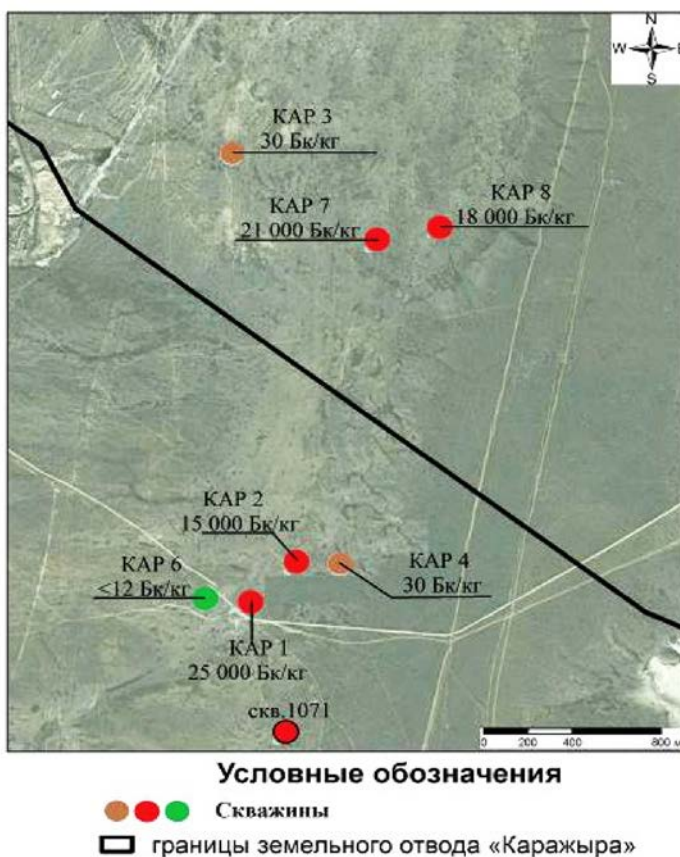 N
W E
S
КАР 3
30 Бк/кг
КАР 7
21 000 Бк/кг
КАР 8
18 000 Бк/кг
КАР 2
15 000 Бк/кг
КАР 6
<12 Бк/кг
КАР 4
30 Бк/кг
КАР 1
25 000 Бк/кг
скв.1071
0 200 400 800 м
Условные обозначения
Скважины
границы земельного отвода «Каражыра»